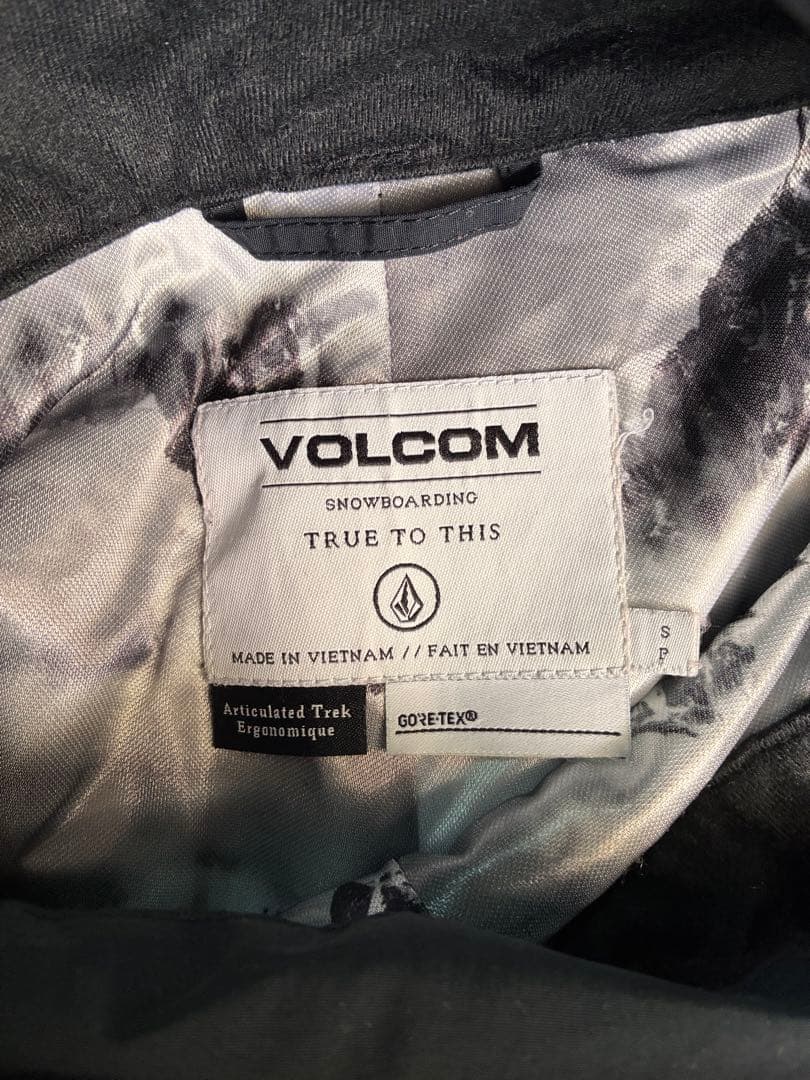 VOLCOM
SNOWBOARDING
TRUE TO THIS
MADE IN VIETNAM // FAIT EN VIETNAM
S
P
Articulated Trek
Ergonomique
GORE-TEX®